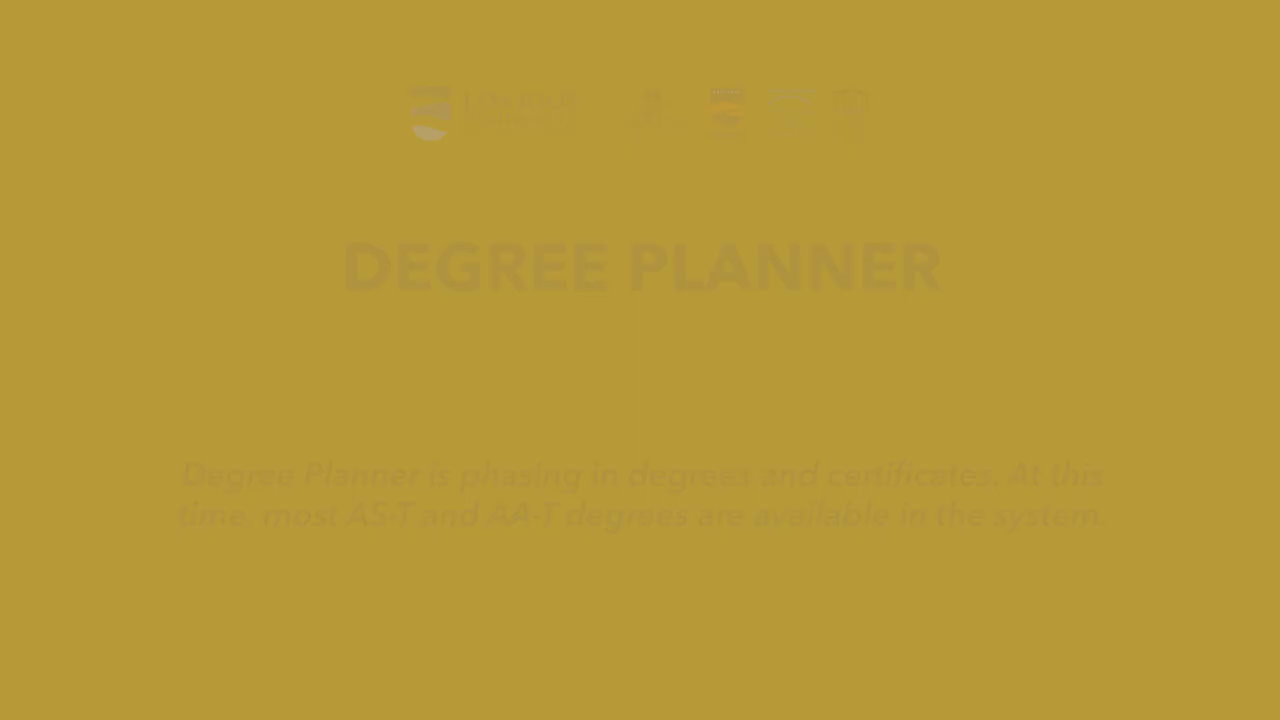 DEGREE PLANNER
Degree Planner is phasing in degrees and certificates. At this
time, most AS-T and AA-T degrees are available in the system.